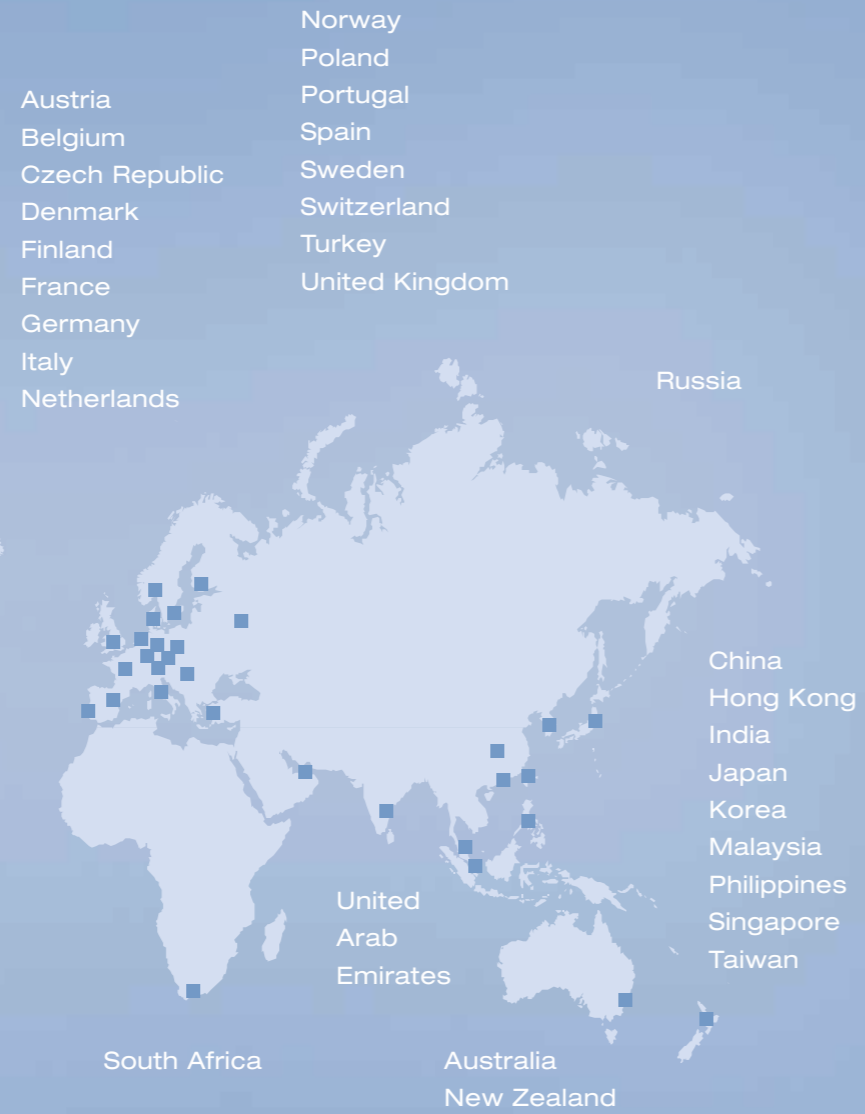 Austria
Belgium
Czech Republic
Denmark
Finland
France
Germany
Italy
Netherlands
Norway
Poland
Portugal
Spain
Sweden
Switzerland
Turkey
United Kingdom
Russia
China
Hong Kong
India
Japan
Korea
Malaysia
Philippines
Singapore
Taiwan
United
Arab
Emirates
South Africa
Australia
New Zealand